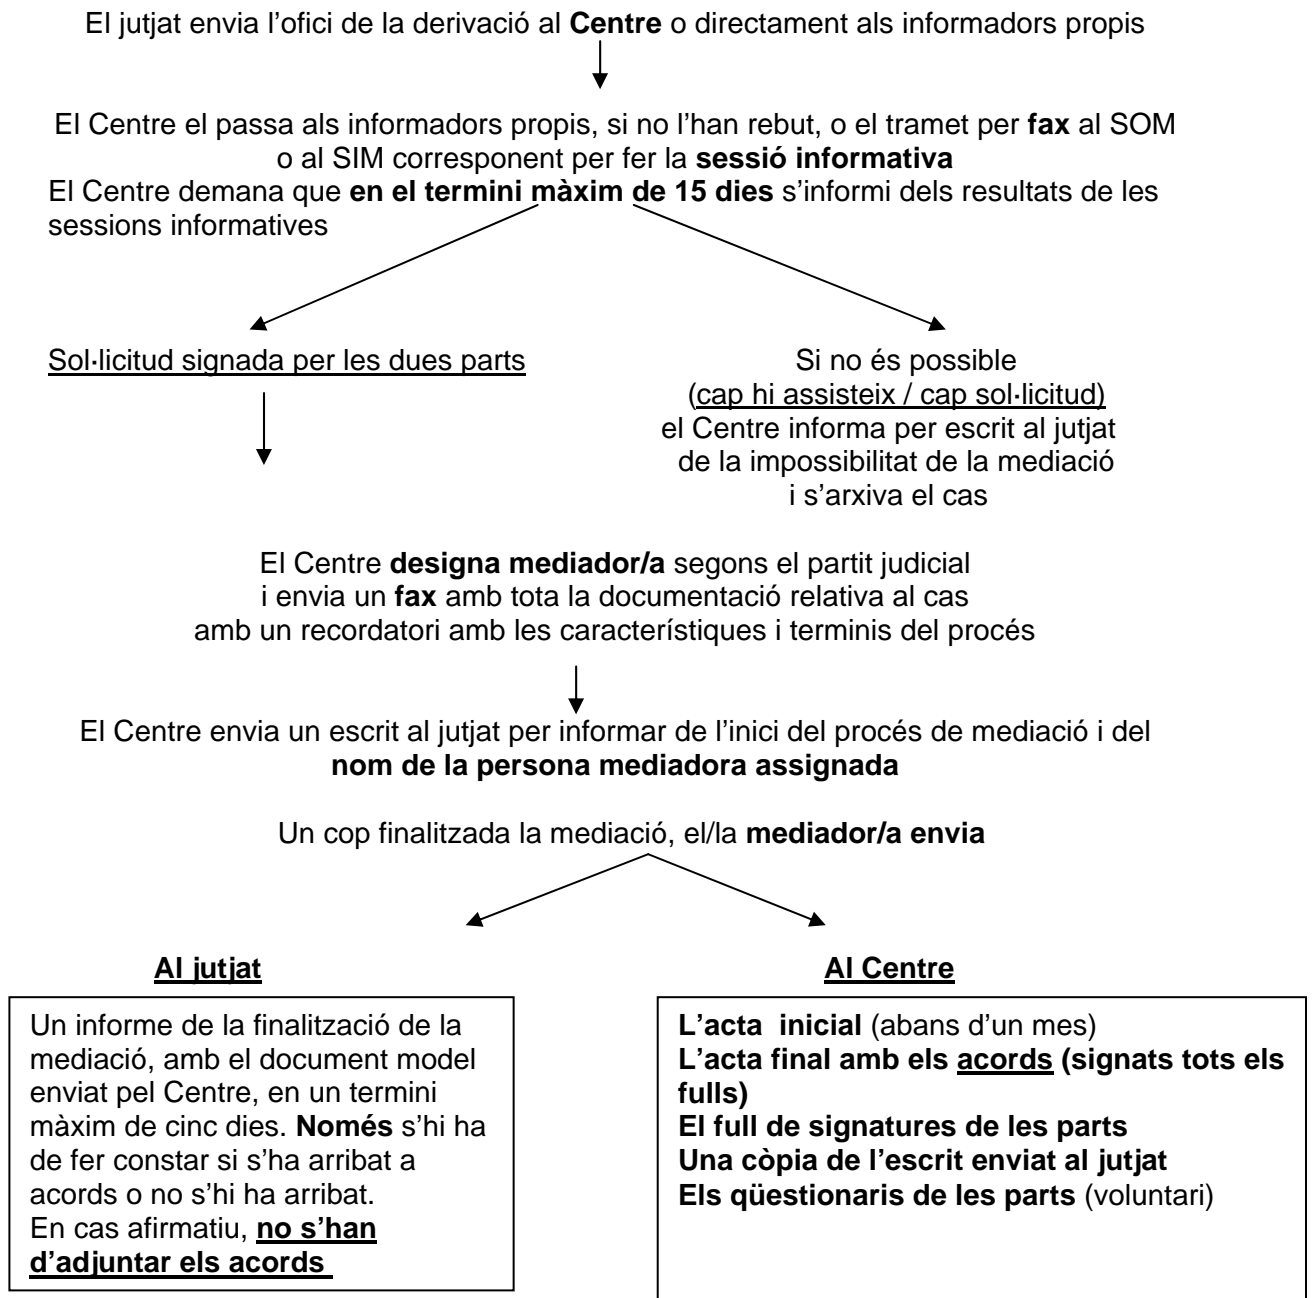 El jutjat envia l’ofici de la derivació al Centre o directament als informadors propis
El Centre el passa als informadors propis, si no l’han rebut, o el tramet per fax al SOM
o al SIM corresponent per fer la sessió informativa
El Centre demana que en el termini màxim de 15 dies s’informi dels resultats de les
sessions informatives
Sol·licitud signada per les dues parts
Si no és possible
(cap hi assisteix / cap sol·licitud)
el Centre informa per escrit al jutjat
de la impossibilitat de la mediació
i s’arxiva el cas
El Centre designa mediador/a segons el partit judicial
i envia un fax amb tota la documentació relativa al cas
amb un recordatori amb les característiques i terminis del procés
El Centre envia un escrit al jutjat per informar de l’inici del procés de mediació i del
nom de la persona mediadora assignada
Un cop finalitzada la mediació, el/la mediador/a envia
Al jutjat
Un informe de la finalització de la
mediació, amb el document model
enviat pel Centre, en un termini
màxim de cinc dies. Només s’hi ha
de fer constar si s’ha arribat a
acords o no s’hi ha arribat.
En cas afirmatiu, no s’han
d’adjuntar els acords
Al Centre
L’acta inicial (abans d’un mes)
L’acta final amb els acords (signats tots els
fulls)
El full de signatures de les parts
Una còpia de l’escrit enviat al jutjat
Els qüestionaris de les parts (voluntari)